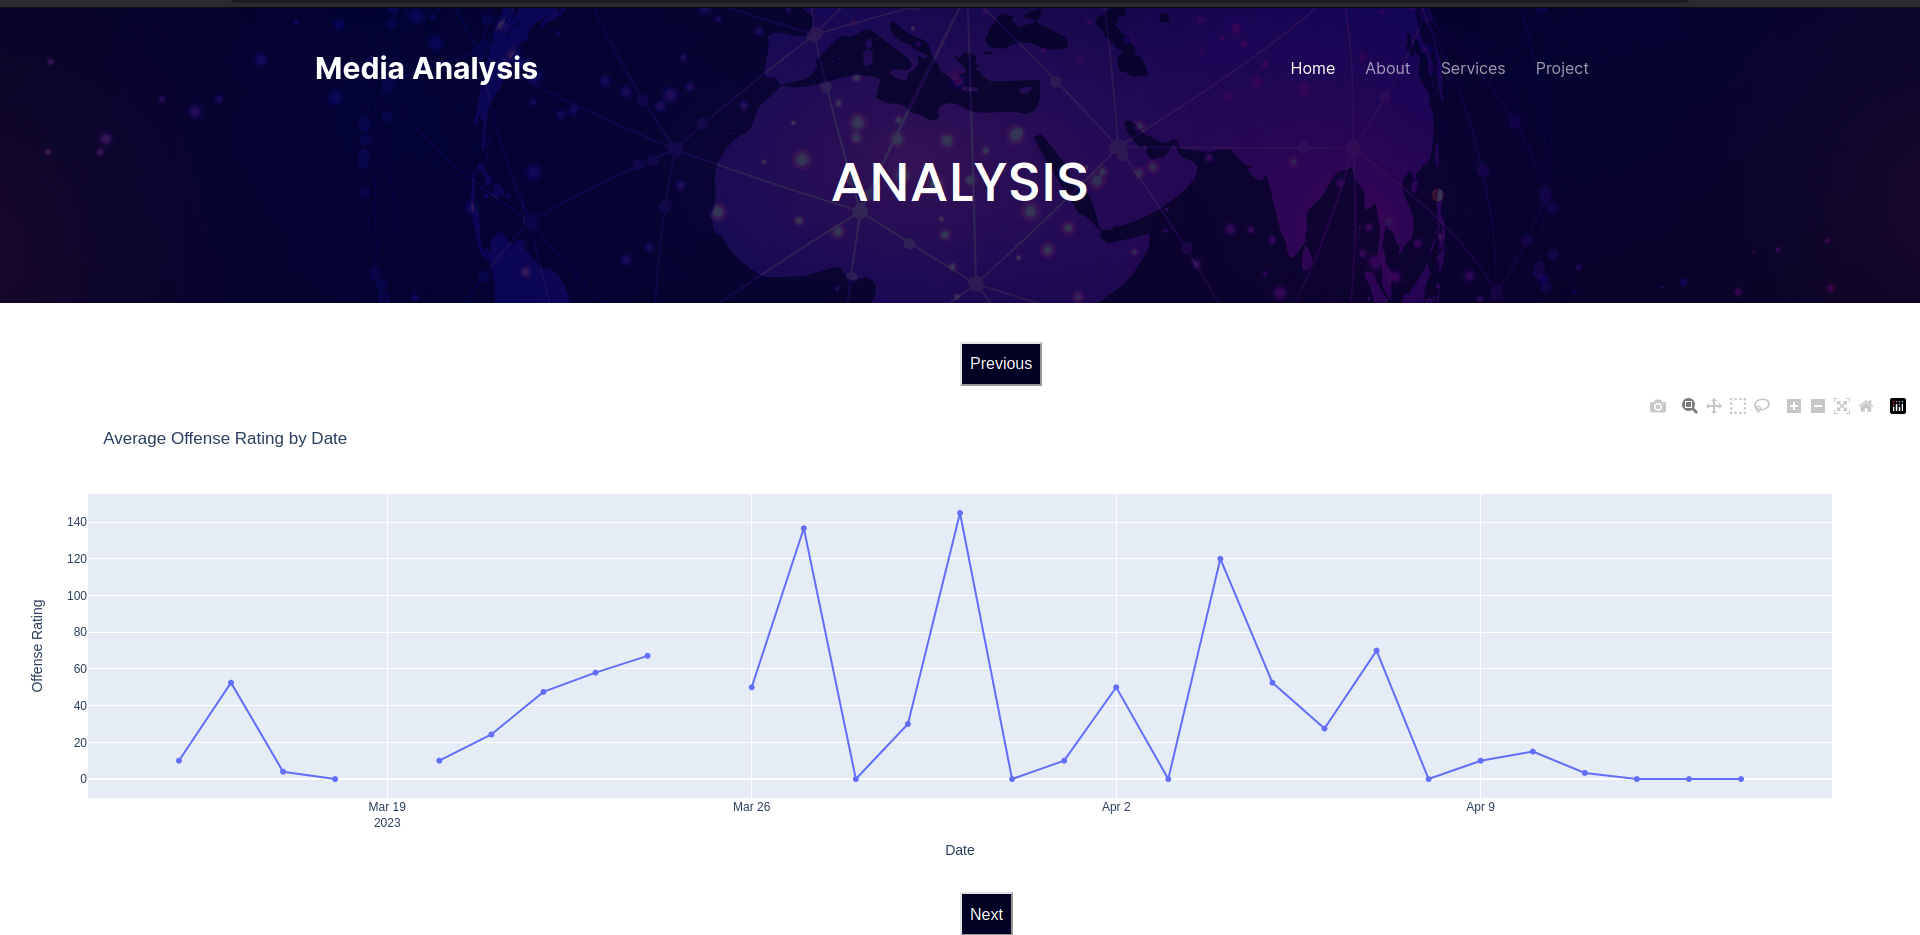 Media Analysis
Home About Services Project
ANALYSIS
Previous
Average Offense Rating by Date
Offense Rating
140
120
100
80
60
40
20
0
Mar 19
2023
Mar 26
Apr 2
Apr 9
Date
Next